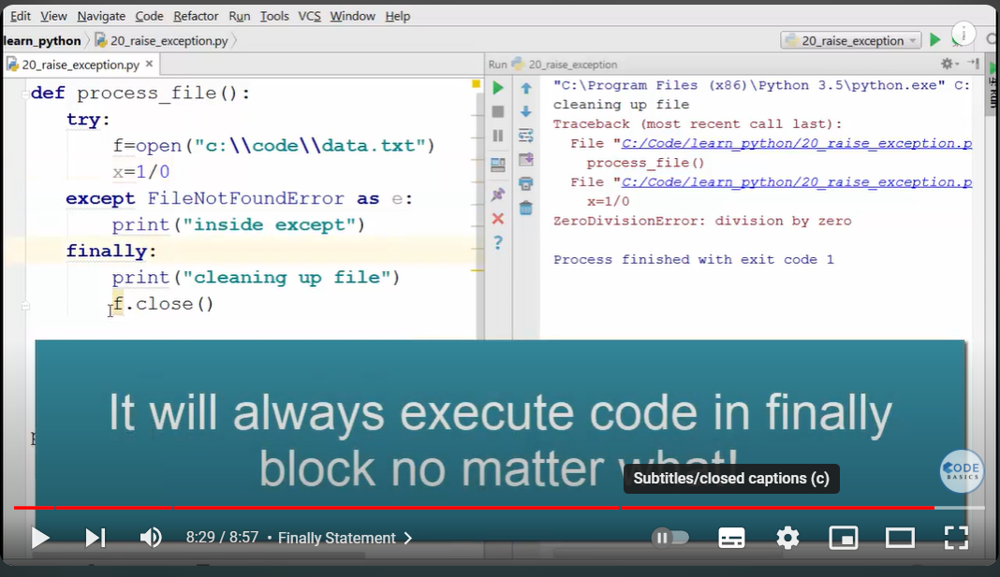 Edit View Navigate Code Refactor Run Tools VCS Window Help
learn_python 20_raise_exception.py
20_raise_exception
20_raise_exception.py
def process_file():
try:
f=open("c:\\code\\data.txt")
x=1/0
except FileNotFoundError as e:
print("inside except")
finally:
print("cleaning up file")
f.close()
Run 20_raise_exception
"C:\Program Files (x86)\Python 3.5\python.exe" C:
cleaning up file
Traceback (most recent call last):
File "C:/Code/learn_python/20_raise_exception.p
process_file()
File "C:/Code/learn_python/20_raise_exception.p
x=1/0
ZeroDivisionError: division by zero
Process finished with exit code 1
It will always execute code in finally
block no matter what!
Subtitles/closed captions (c)
CODE
BASICS
8:29 / 8:57 • Finally Statement